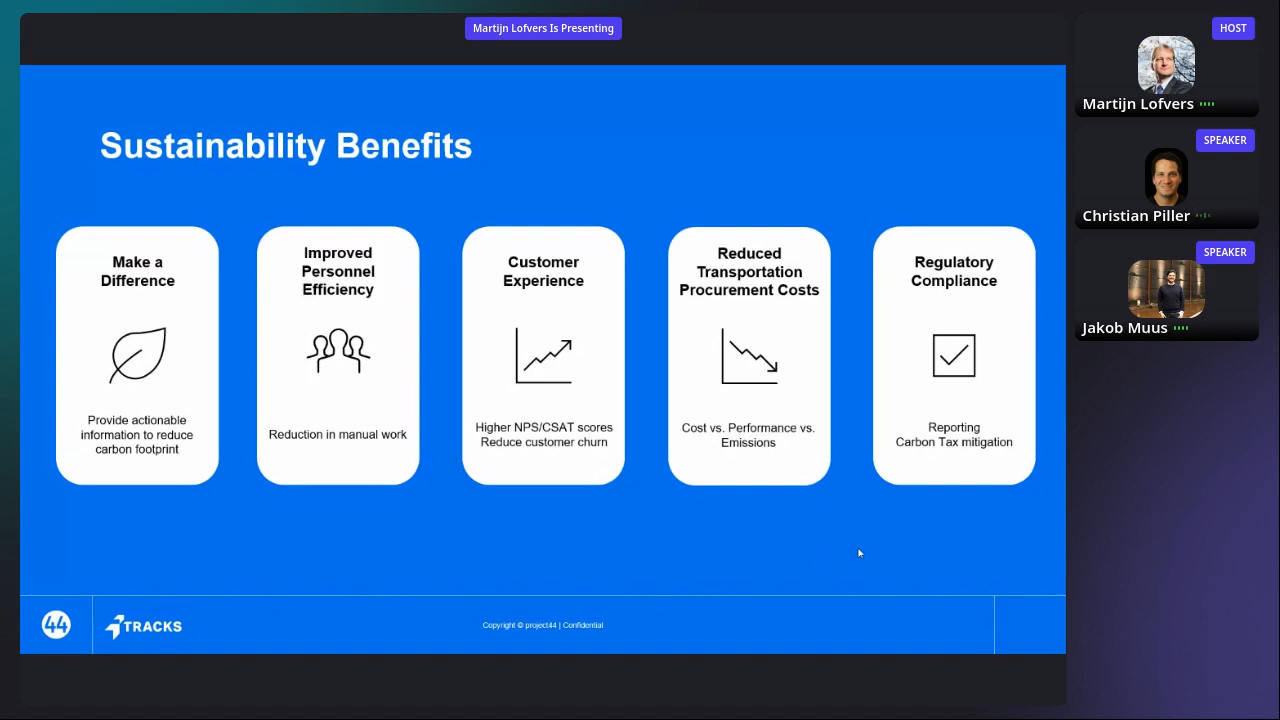 Martijn Lofvers Is Presenting
Sustainability Benefits
Make a
Difference
Provide actionable
information to reduce
carbon footprint
Improved
Personnel
Efficiency
Reduction in manual work
Customer
Experience
Higher NPS/CSAT scores
Reduce customer churn
Reduced
Transportation
Procurement Costs
Cost vs. Performance vs.
Emissions
Regulatory
Compliance
Reporting
Carbon Tax mitigation
44
TRACKS
Copyright © project44 | Confidential
HOST
Martijn Lofvers
SPEAKER
Christian Piller
SPEAKER
Jakob Muus